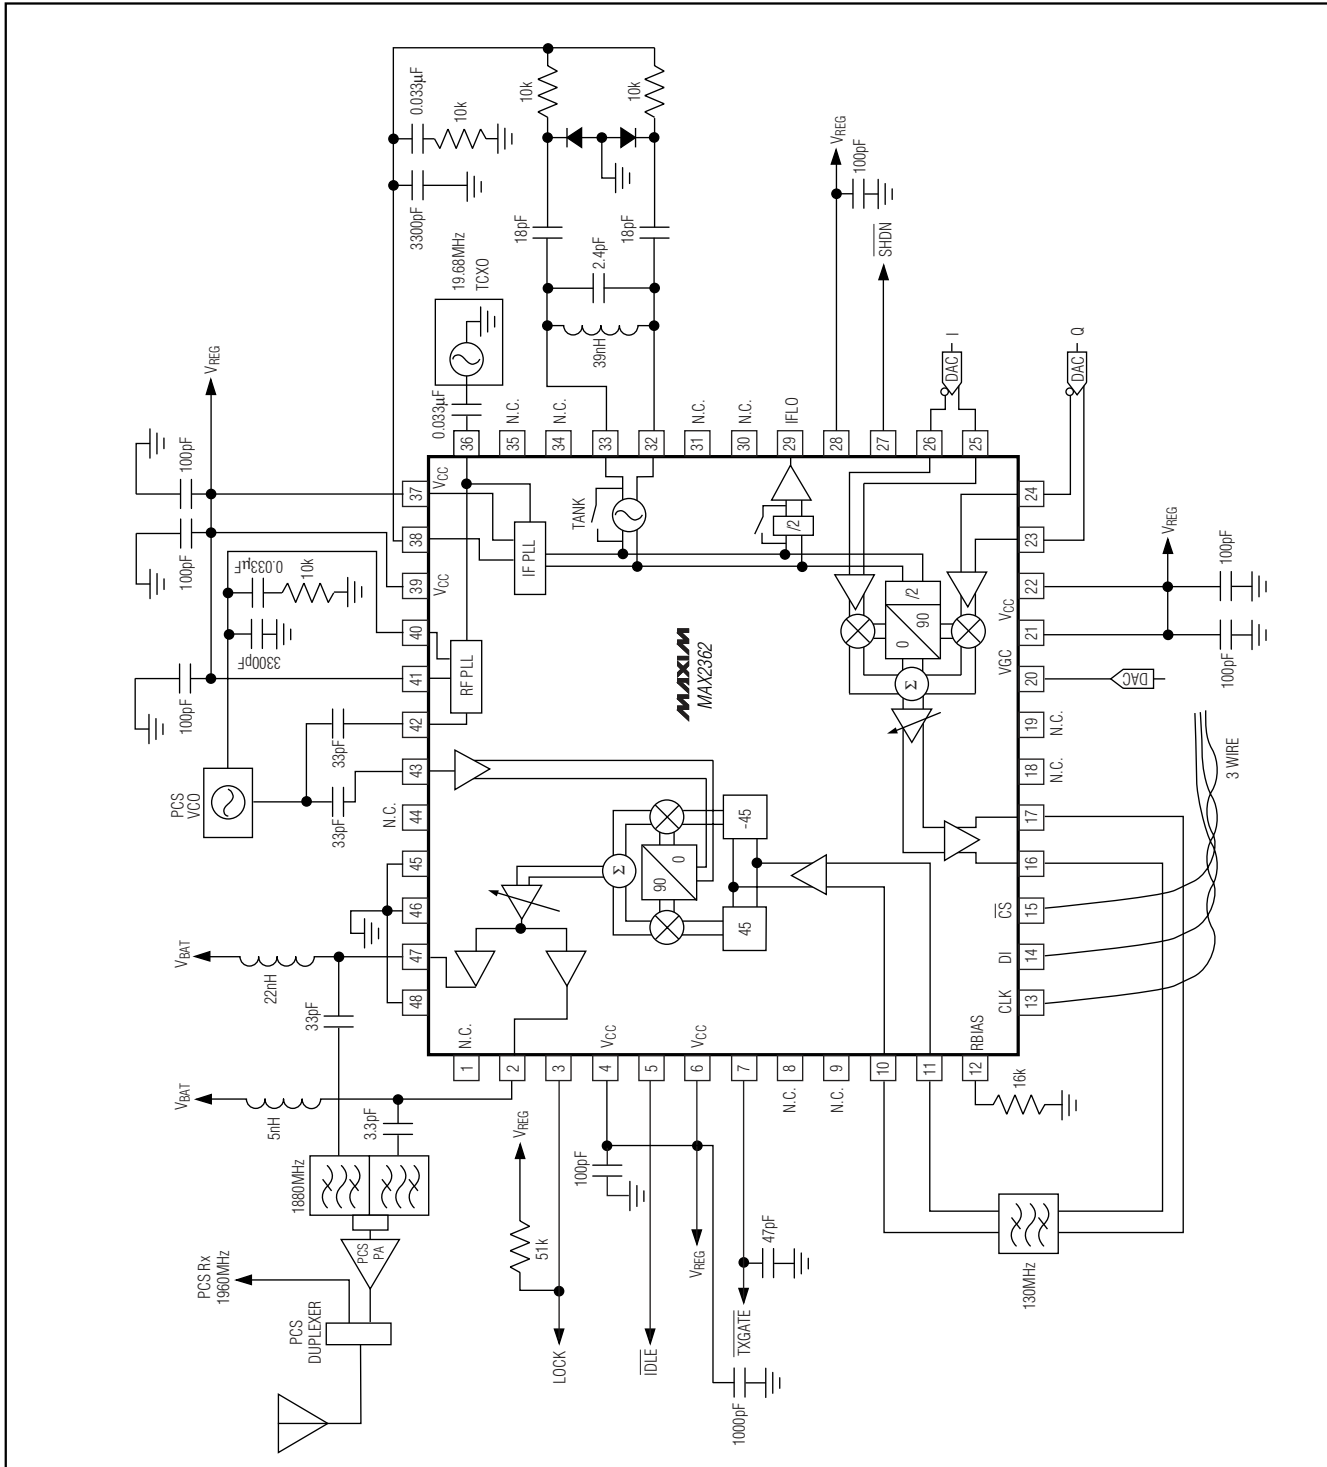 0.033µF
10k
3300pF
10k
10k
18pF
18pF
2.4pF
39nH
19.68MHz
TCXO
0.033µF
VREG
100pF
SHDN
DAC
I
DAC
Q
VREG
100pF
100pF
0.033µF
10k
3300pF
100pF
PCS
VCO
33pF
33pF
N.C.
36
35
N.C.
34
N.C.
33
32
31
N.C.
30
N.C.
29
IFLO
28
27
26
25
37
VCC
38
39
VCC
40
41
42
43
44
45
46
47
48
IF PLL
RF PLL
TANK
/2
/2
0
90
Σ
MAXIM
MAX2362
Σ
90
0
-45
45
24
23
22
VCC
21
VGC
20
DAC
19
N.C.
18
N.C.
17
16
15
CS
14
DI
13
CLK
VREG
100pF
100pF
3 WIRE
1
N.C.
2
3
4
VCC
5
6
VCC
7
8
N.C.
9
N.C.
10
11
12
RBIAS
16k
VBAT
22nH
33pF
VBAT
5nH
3.3pF
1880MHz
PCS
PA
PCS Rx
1960MHz
PCS
DUPLEXER
VREG
51k
LOCK
100pF
IDLE
VREG
1000pF
TXGATE
47pF
130MHz